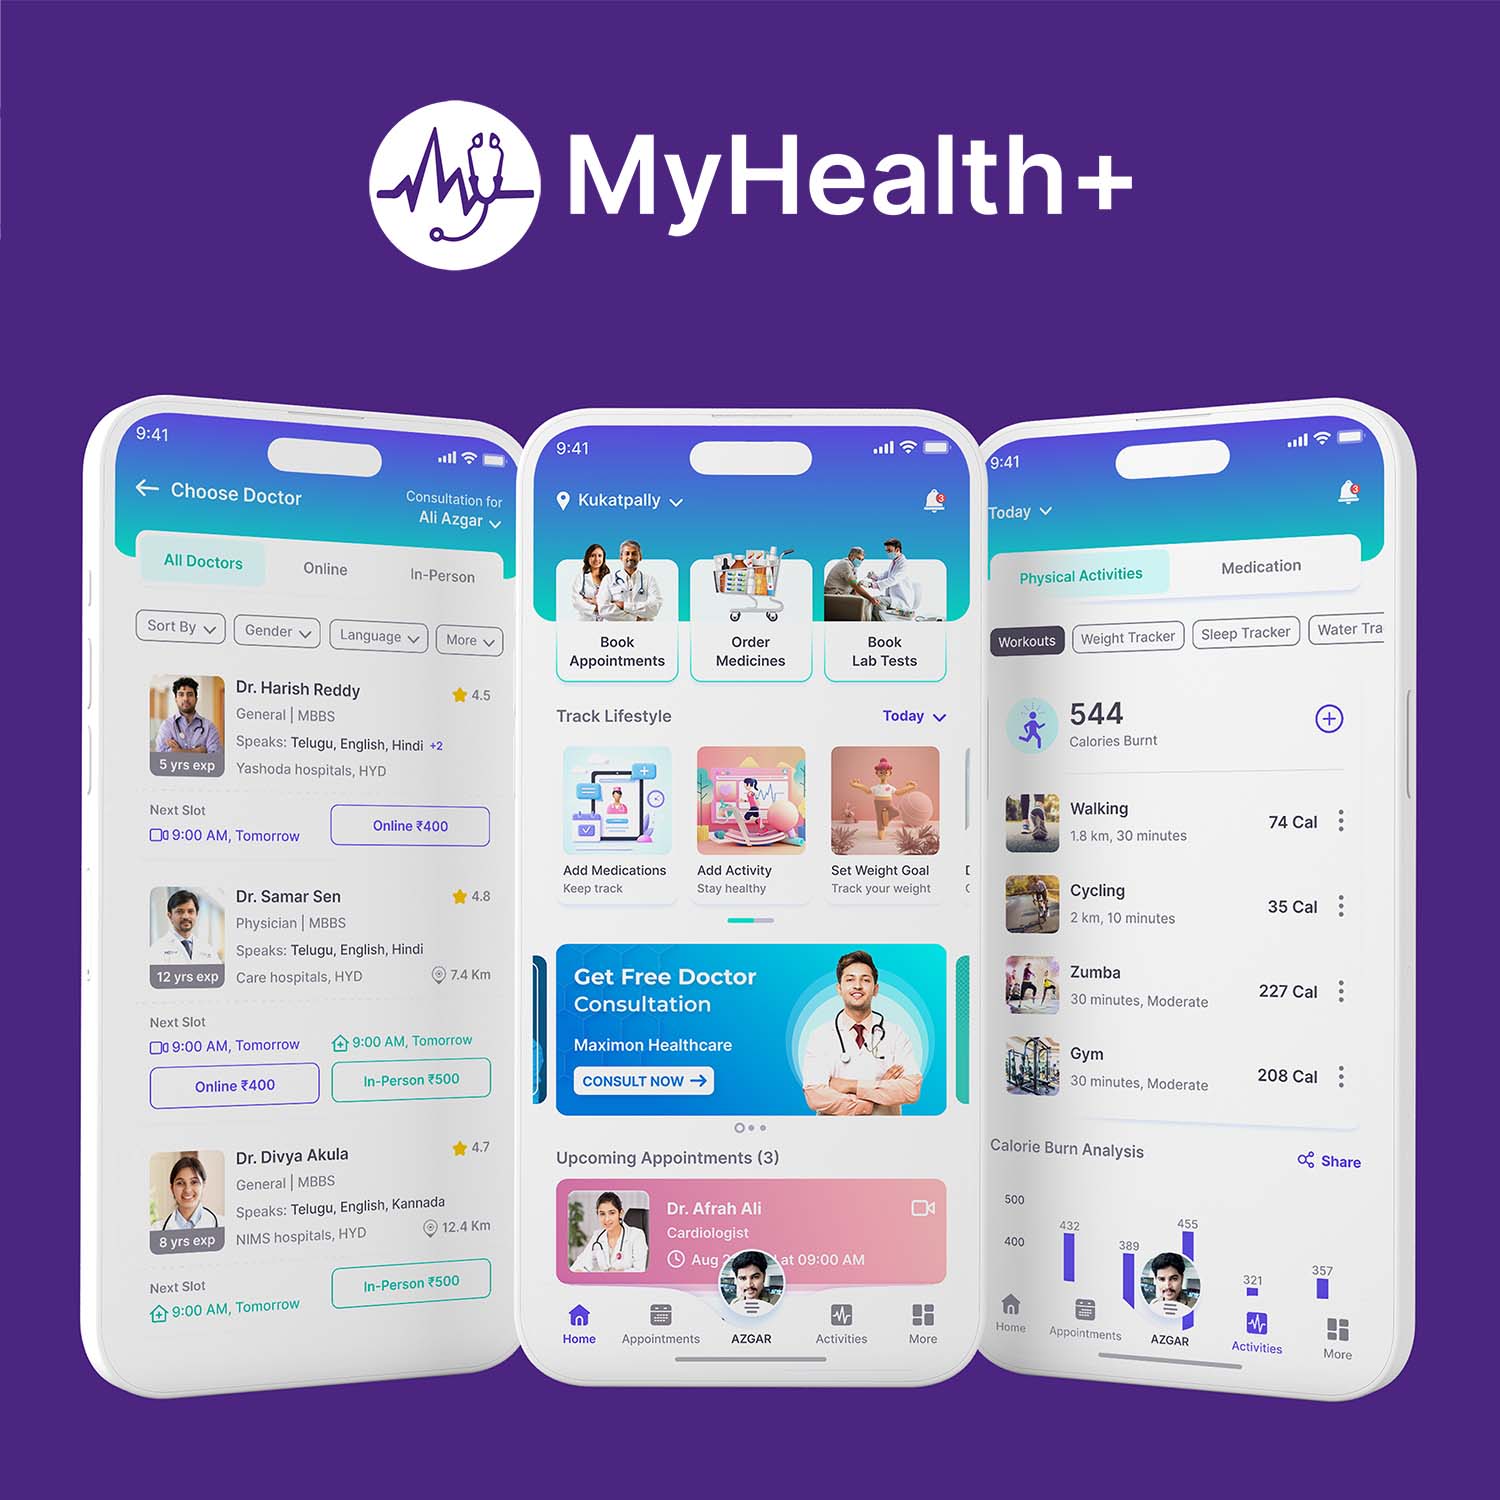 MyHealth+
9:41
Choose Doctor
Consultation for
Ali Azgar
All Doctors
Online
In-Person
Sort By
Gender
Language
More
Dr. Harish Reddy
4.5
General | MBBS
Speaks: Telugu, English, Hindi +2
5 yrs exp
Yashoda hospitals, HYD
Next Slot
9:00 AM, Tomorrow
Online ₹400
Dr. Samar Sen
4.8
Physician | MBBS
Speaks: Telugu, English, Hindi
12 yrs exp
Care hospitals, HYD
7.4 Km
Next Slot
9:00 AM, Tomorrow
9:00 AM, Tomorrow
Online ₹400
In-Person ₹500
Dr. Divya Akula
4.7
General | MBBS
Speaks: Telugu, English, Kannada
8 yrs exp
NIMS hospitals, HYD
12.4 Km
Next Slot
9:00 AM, Tomorrow
In-Person ₹500
9:41
Kukatpally
3
Book
Appointments
Order
Medicines
Book
Lab Tests
Track Lifestyle
Today
Add Medications
Keep track
Add Activity
Stay healthy
Set Weight Goal
Track your weight
Get Free Doctor
Consultation
Maximon Healthcare
CONSULT NOW
Upcoming Appointments (3)
Dr. Afrah Ali
Cardiologist
Aug at 09:00 AM
Home
Appointments
AZGAR
Activities
More
9:41
Today
3
Physical Activities
Medication
Workouts
Weight Tracker
Sleep Tracker
Water Tra
544
Calories Burnt
Walking
1.8 km, 30 minutes
74 Cal
Cycling
2 km, 10 minutes
35 Cal
Zumba
30 minutes, Moderate
227 Cal
Gym
30 minutes, Moderate
208 Cal
Calorie Burn Analysis
Share
500
400
432
389
455
321
357
Home
Appointments
AZGAR
Activities
More